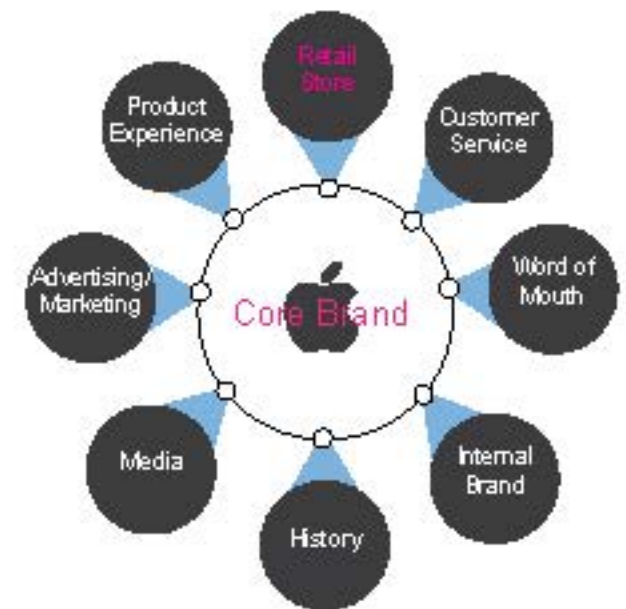 Retail
Store
Customer
Service
Word of
Mouth
Internal
Brand
History
Media
Advertising/
Marketing
Product
Experience
Core Brand